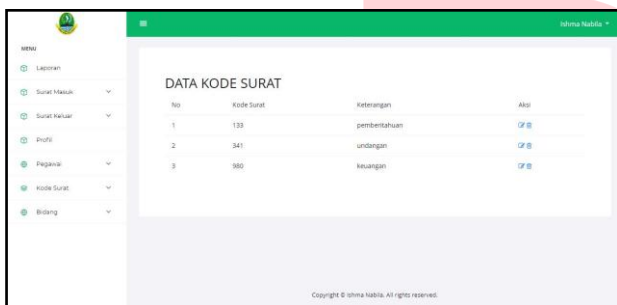 Ishma Nabila
MENU
Laporan
Surat Masuk
Surat Keluar
Profil
Pegawai
Kode Surat
Bidang
DATA KODE SURAT
No Kode Surat Keterangan Aksi
1 133 pemberitahuan
2 341 undangan
3 980 keuangan
Copyright © Ishma Nabila. All rights reserved.